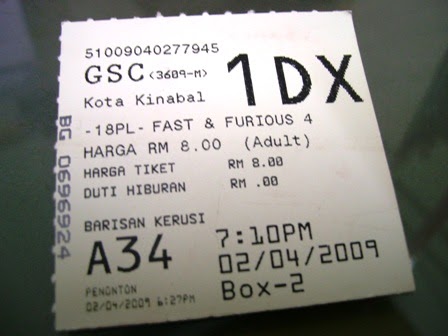 51009040277945
GSC <3609-M> 1DX
Kota Kinabal
-18PL- FAST & FURIOUS 4
HARGA RM 8.00 (Adult)
HARGA TIKET RM 8.00
DUTI HIBURAN RM .00
BARISAN KERUSI
A34 7:10PM
02/04/2009
PENONTON Box-2
02/04/2009 6:27PM
BG 0696924